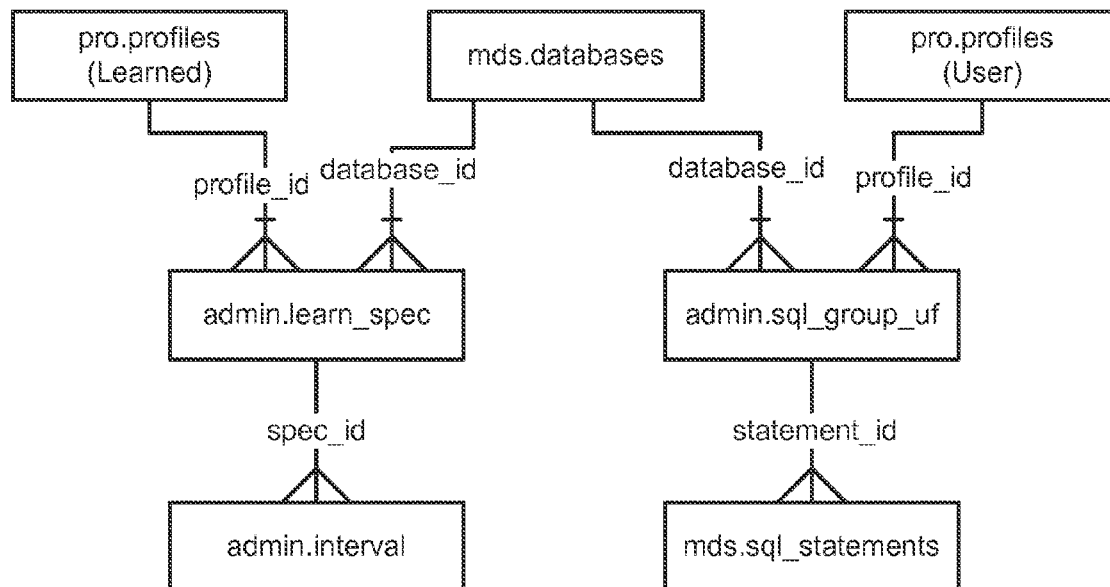 pro.profiles
(Learned)
mds.databases
pro.profiles
(User)
profile_id
database_id
database_id
profile_id
admin.learn_spec
admin.sql_group_uf
spec_id
statement_id
admin.interval
mds.sql_statements